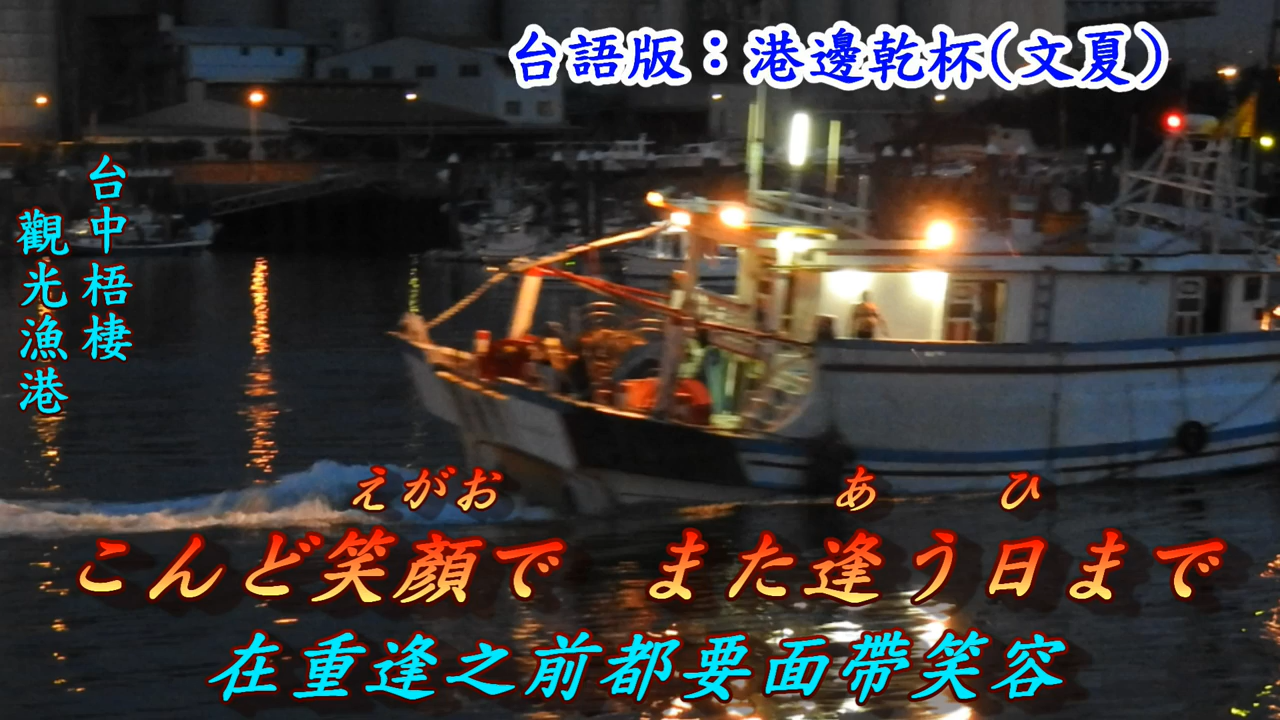 台語版：港邊乾杯(文夏)
台中梧棲
觀光漁港
えがお あ ひ
こんど笑顔で また逢う日まで
在重逢之前都要面帶笑容